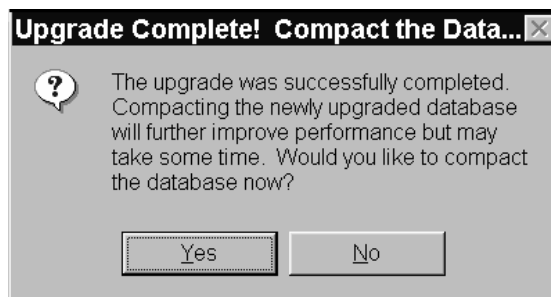 Upgrade Complete! Compact the Data...
The upgrade was successfully completed.
Compacting the newly upgraded database
will further improve performance but may
take some time. Would you like to compact
the database now?
Yes
No